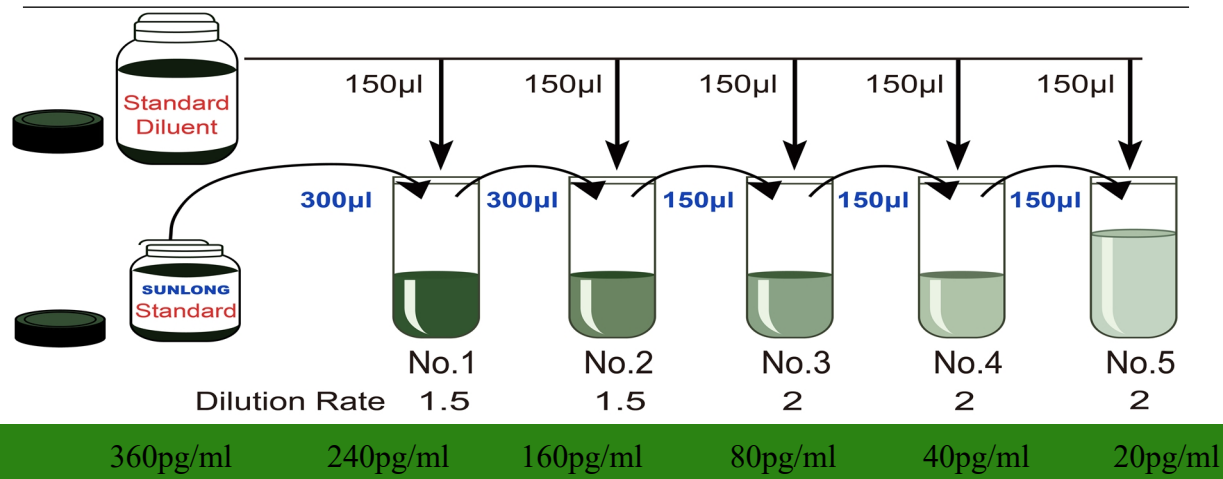 150µl 150µl 150µl 150µl 150µl
Standard
Diluent
300µl 300µl 150µl 150µl 150µl
SUNLONG
Standard
No.1 No.2 No.3 No.4 No.5
Dilution Rate 1.5 1.5 2 2 2
360pg/ml 240pg/ml 160pg/ml 80pg/ml 40pg/ml 20pg/ml